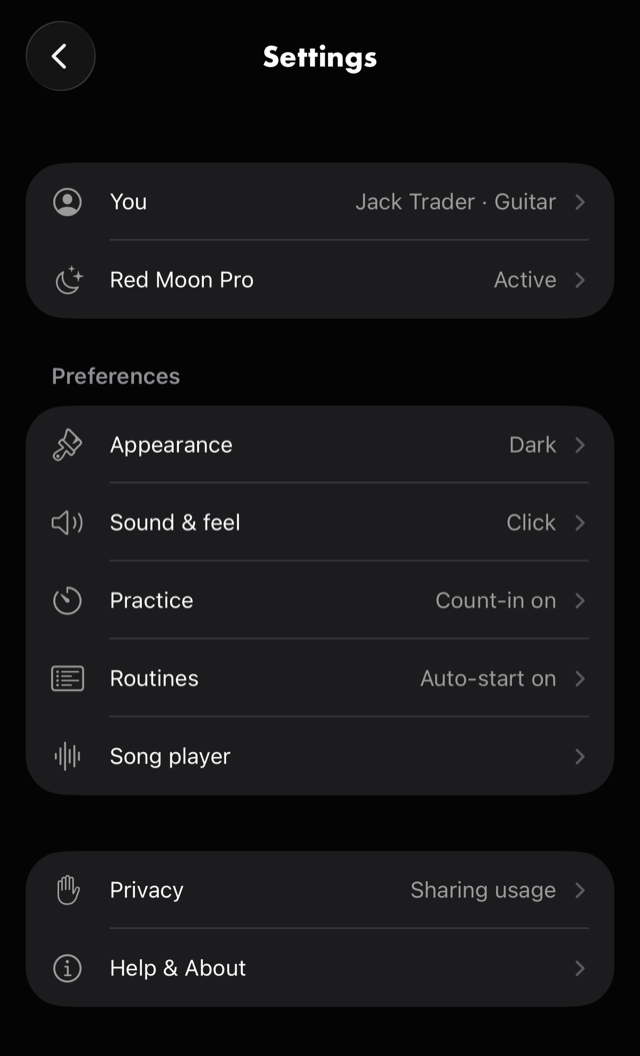 Settings
You Jack Trader · Guitar
Red Moon Pro Active
Preferences
Appearance Dark
Sound & feel Click
Practice Count-in on
Routines Auto-start on
Song player
Privacy Sharing usage
Help & About